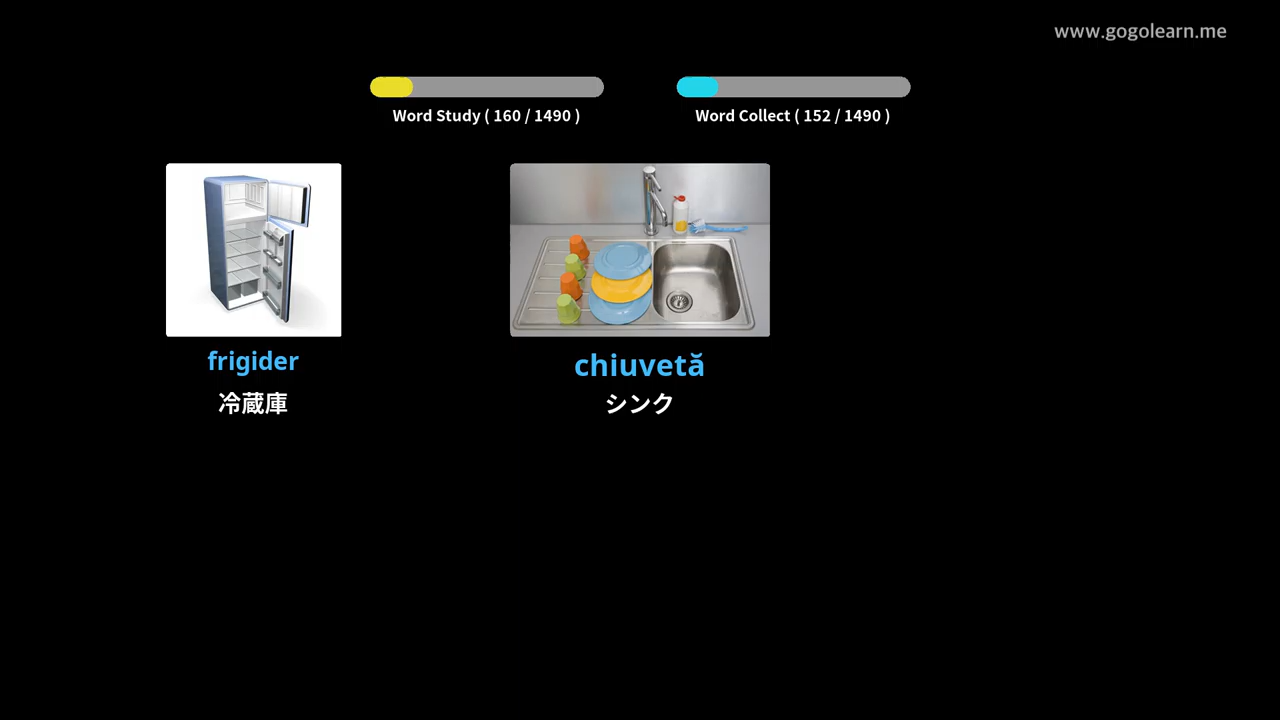 www.gogolearn.me
Word Study ( 160 / 1490 )
Word Collect ( 152 / 1490 )
frigider
冷蔵庫
chiuvetă
シンク